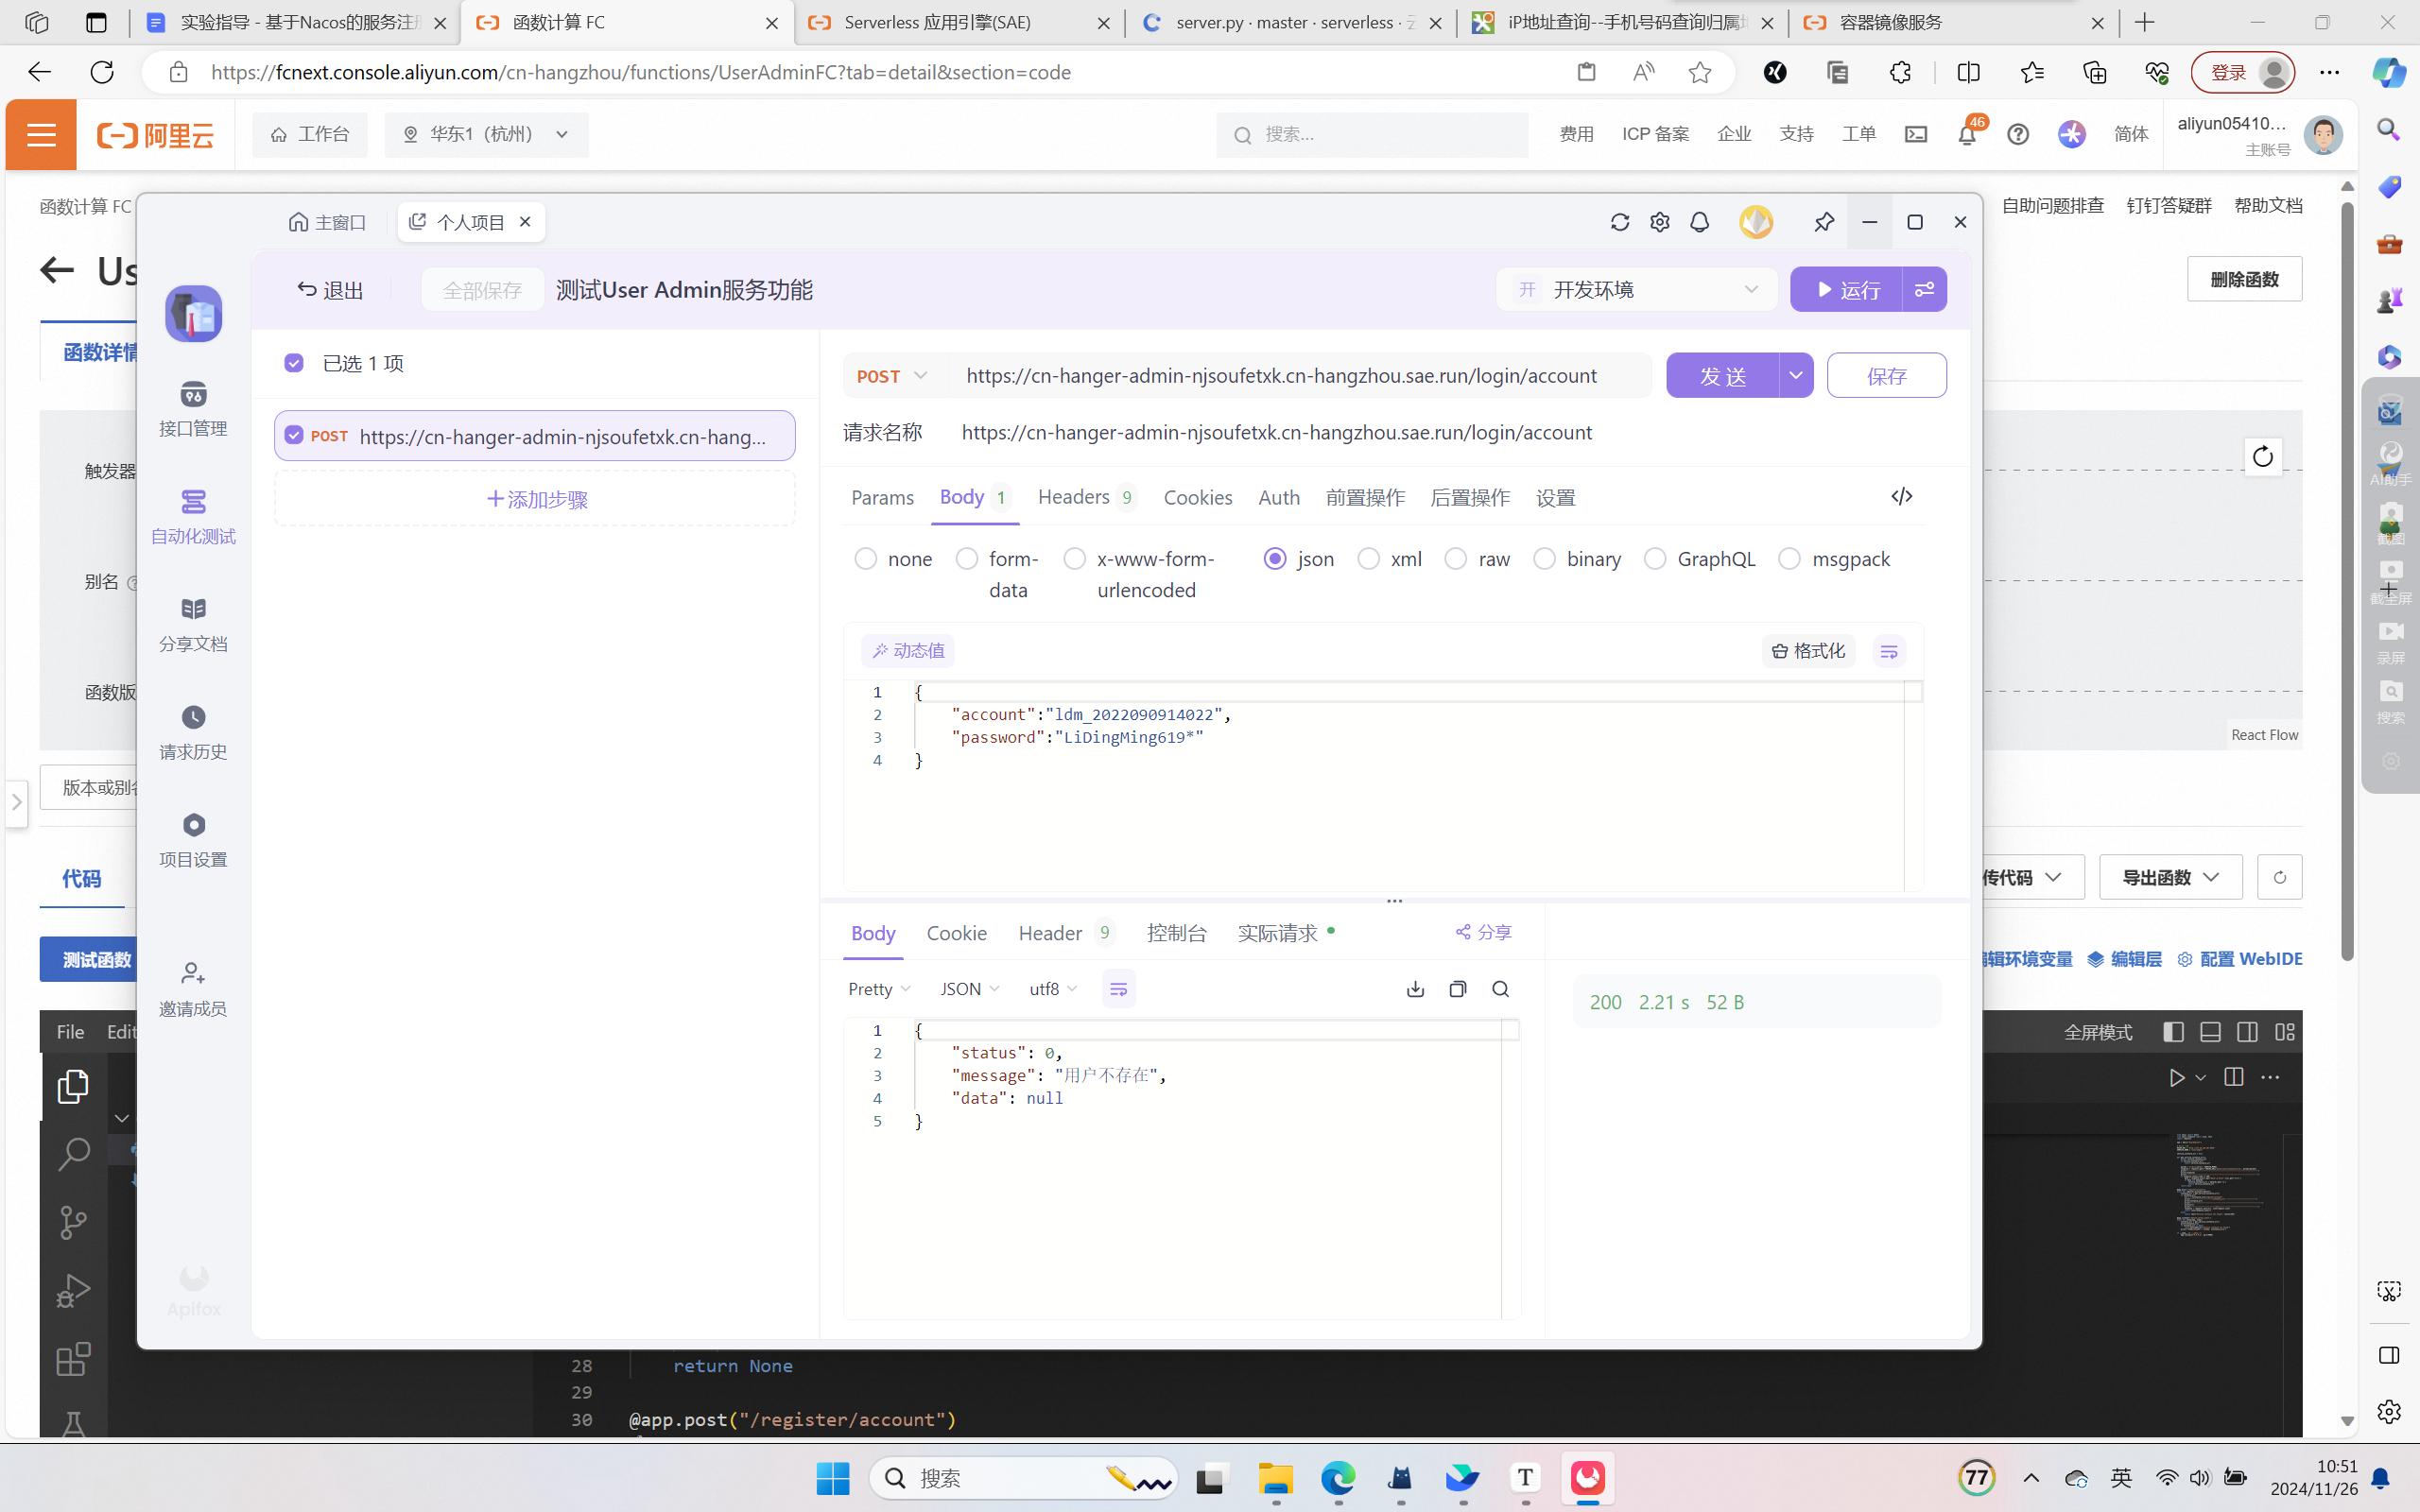 实验指导 - 基于Nacos的服务注册
函数计算 FC
Serverless 应用引擎(SAE)
server.py · master · serverless · 云
iP地址查询--手机号码查询归属地
容器镜像服务
https://fcnext.console.aliyun.com/cn-hangzhou/functions/UserAdminFC?tab=detail&section=code
登录
阿里云
工作台
华东1（杭州）
搜索...
费用
ICP 备案
企业
支持
工单
46
简体
aliyun05410...
主账号
函数计算 FC
主窗口
个人项目
自助问题排查
钉钉答疑群
帮助文档
Us
退出
全部保存
测试User Admin服务功能
开 开发环境
运行
删除函数
函数详情
已选 1 项
POST
https://cn-hanger-admin-njsoufetxk.cn-hangzhou.sae.run/login/account
发 送
保存
接口管理
POST https://cn-hanger-admin-njsoufetxk.cn-hang...
请求名称
https://cn-hanger-admin-njsoufetxk.cn-hangzhou.sae.run/login/account
触发器
添加步骤
Params
Body 1
Headers 9
Cookies
Auth
前置操作
后置操作
设置
AI助手
自动化测试
截图
none
form-data
x-www-form-urlencoded
json
xml
raw
binary
GraphQL
msgpack
别名
截全屏
分享文档
动态值
格式化
录屏
函数版
1 {
2 "account":"ldm_2022090914022",
3 "password":"LiDingMing619*"
4 }
搜索
React Flow
请求历史
版本或别名
项目设置
代码
传代码
导出函数
Body
Cookie
Header 9
控制台
实际请求
分享
测试函数
编辑环境变量
编辑层
配置 WebIDE
邀请成员
Pretty
JSON
utf8
200 2.21 s 52 B
File
Edit
全屏模式
1 {
2 "status": 0,
3 "message": "用户不存在",
4 "data": null
5 }
Apifox
28 return None
29
30 @app.post("/register/account")
搜索
77
英
10:51
2024/11/26